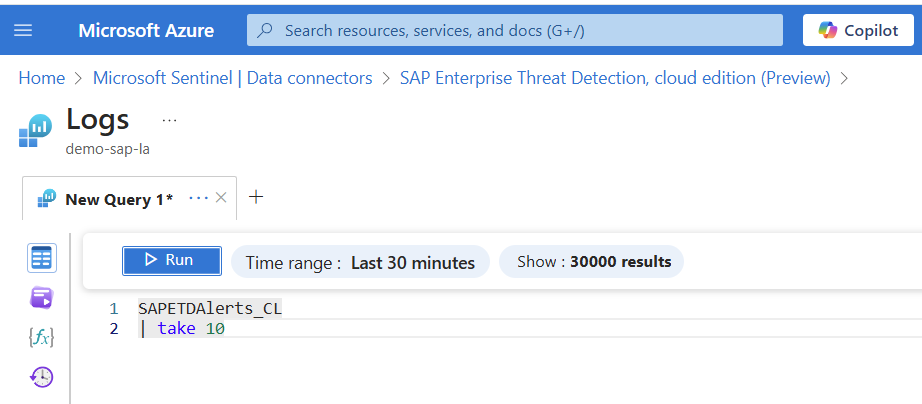 Microsoft Azure Search resources, services, and docs (G+/) Copilot
Home > Microsoft Sentinel | Data connectors > SAP Enterprise Threat Detection, cloud edition (Preview) >
Logs ...
demo-sap-la
New Query 1* ... × +
Run Time range : Last 30 minutes Show : 30000 results
1 SAPETDAlerts_CL
2 | take 10
{fx}